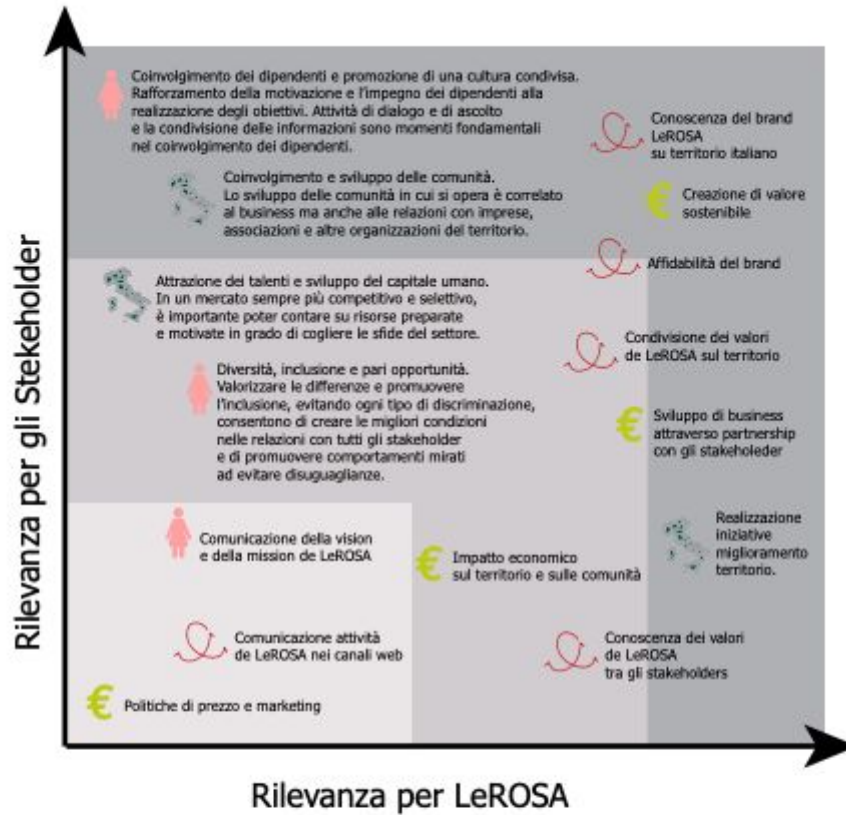 Coinvolgimento dei dipendenti e promozione di una cultura condivisa.
Rafforzamento della motivazione e l'impegno dei dipendenti alla
realizzazione degli obiettivi. Attività di dialogo e di ascolto
e la condivisione delle informazioni sono momenti fondamentali
nel coinvolgimento dei dipendenti.
Conoscenza del brand
LeROSA
su territorio italiano
Coinvolgimento e sviluppo delle comunità.
Lo sviluppo delle comunità in cui si opera è correlato
al business ma anche alle relazioni con imprese,
associazioni e altre organizzazioni del territorio.
€ Creazione di valore
sostenibile
Affidabilità del brand
Attrazione dei talenti e sviluppo del capitale umano.
In un mercato sempre più competitivo e selettivo,
è importante poter contare su risorse preparate
e motivate in grado di cogliere le sfide del settore.
Condivisione dei valori
de LeROSA sul territorio
Diversità, inclusione e pari opportunità.
Valorizzare le differenze e promuovere
l'inclusione, evitando ogni tipo di discriminazione,
consentono di creare le migliori condizioni
nelle relazioni con tutti gli stakeholder
e di promuovere comportamenti mirati
ad evitare disuguaglianze.
€ Sviluppo di business
attraverso partnership
con gli stakeholeder
Comunicazione della vision
e della mission de LeROSA
€ Impatto economico
sul territorio e sulle comunità
Realizzazione
iniziative
miglioramento
territorio.
Comunicazione attività
de LeROSA nei canali web
Conoscenza dei valori
de LeROSA
tra gli stakeholders
€ Politiche di prezzo e marketing
Rilevanza per gli Stekeholder
Rilevanza per LeROSA